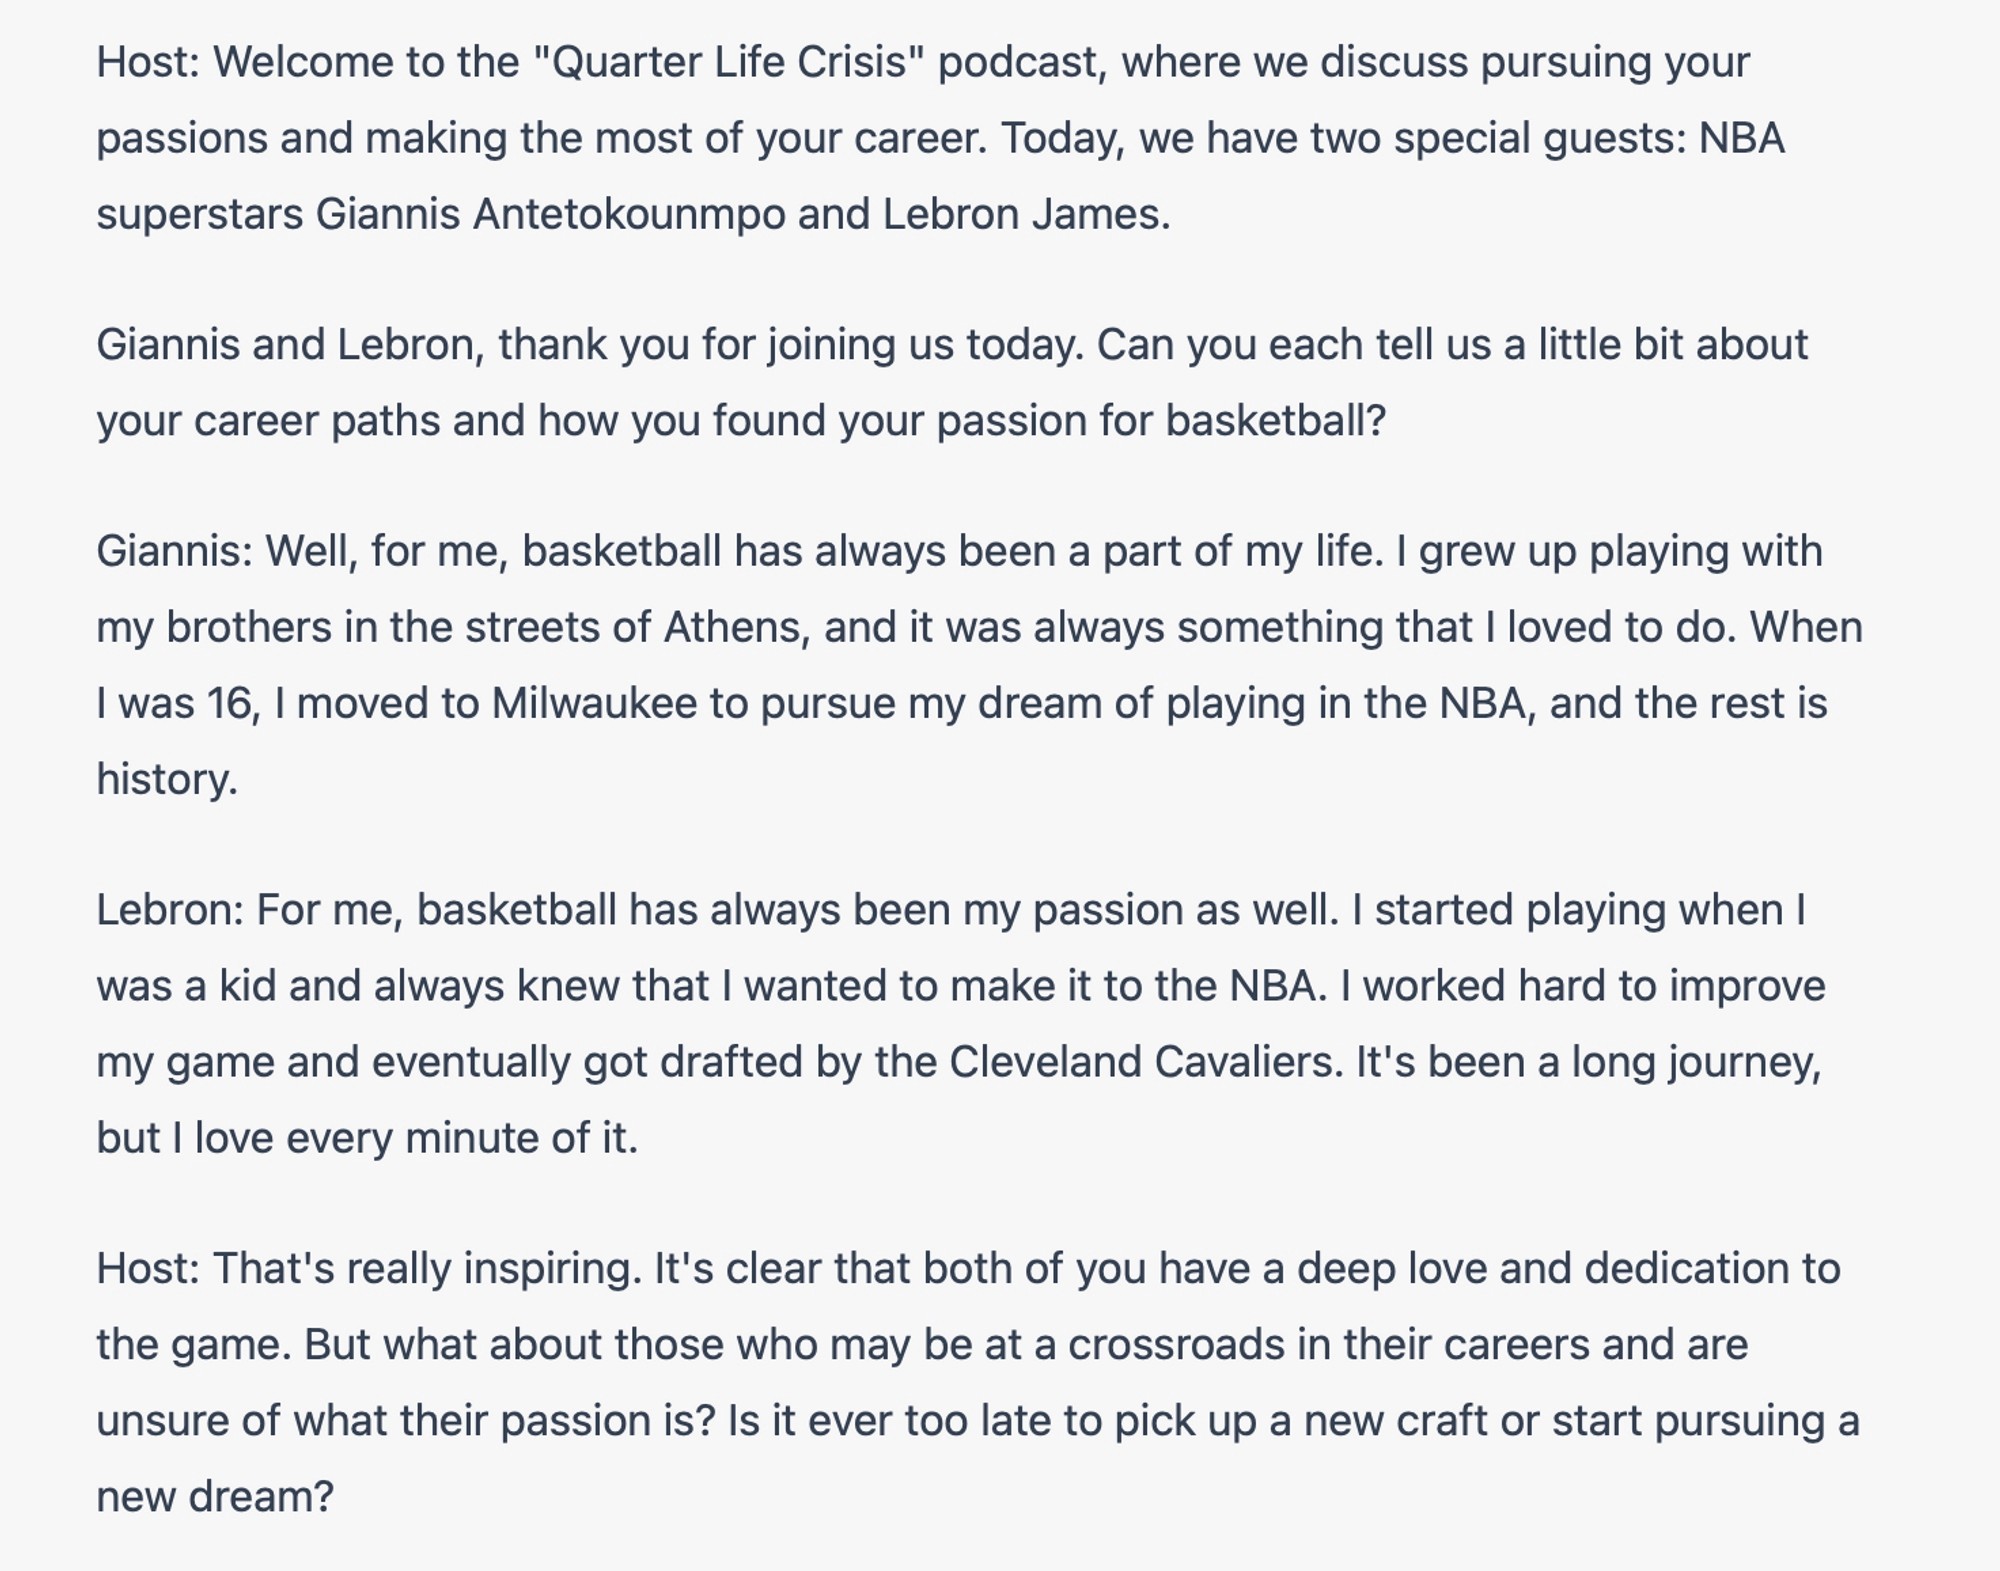 Host: Welcome to the "Quarter Life Crisis" podcast, where we discuss pursuing your
passions and making the most of your career. Today, we have two special guests: NBA
superstars Giannis Antetokounmpo and Lebron James.
Giannis and Lebron, thank you for joining us today. Can you each tell us a little bit about
your career paths and how you found your passion for basketball?
Giannis: Well, for me, basketball has always been a part of my life. I grew up playing with
my brothers in the streets of Athens, and it was always something that I loved to do. When
I was 16, I moved to Milwaukee to pursue my dream of playing in the NBA, and the rest is
history.
Lebron: For me, basketball has always been my passion as well. I started playing when I
was a kid and always knew that I wanted to make it to the NBA. I worked hard to improve
my game and eventually got drafted by the Cleveland Cavaliers. It's been a long journey,
but I love every minute of it.
Host: That's really inspiring. It's clear that both of you have a deep love and dedication to
the game. But what about those who may be at a crossroads in their careers and are
unsure of what their passion is? Is it ever too late to pick up a new craft or start pursuing a
new dream?